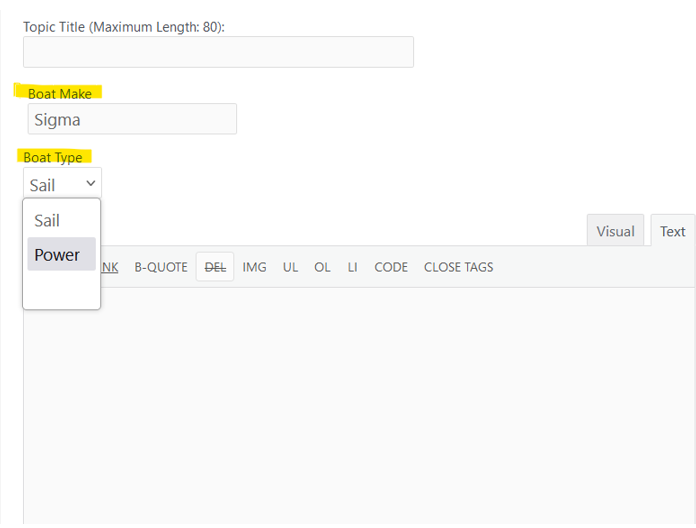 Topic Title (Maximum Length: 80):
Boat Make
Sigma
Boat Type
Sail
Sail
Power
Visual Text
NK B-QUOTE DEL IMG UL OL LI CODE CLOSE TAGS